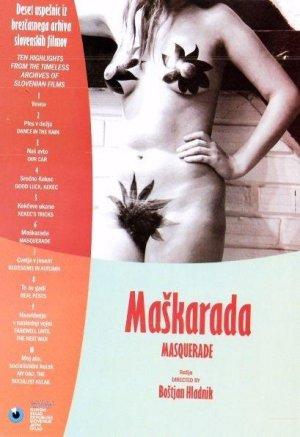 Deset uspešnic iz
brezčasnega arhiva
slovenskih filmov
TEN HIGHLIGHTS
FROM THE TIMELESS
ARCHIVES OF
SLOVENIAN FILMS
1
Vesna
2
Ples v dežju
DANCE IN THE RAIN
3
Naš avto
OUR CAR
4
Srečno Kekec
GOOD LUCK, KEKEC
5
Kekčeve ukane
KEKEC'S TRICKS
6
Maškarada
MASQUERADE
7
Cvetje v jeseni
BLOSSOMS IN AUTUMN
8
To so gadi
REAL PESTS
9
Nasvidenje
v naslednji vojni
FAREWELL UNTIL
THE NEXT WAR
10
Moj ata,
socialistični kulak
MY DAD, THE
SOCIALIST KULAK
Maškarada
MASQUERADE
Režija
DIRECTED BY
Boštjan Hladnik